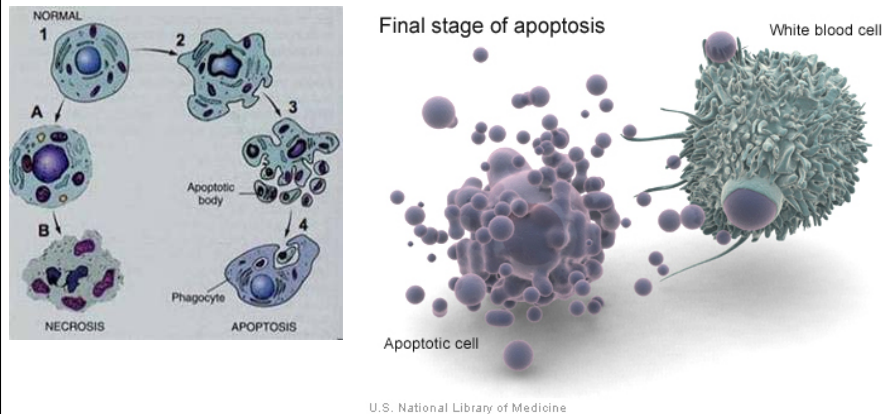 NORMAL
1
2
A
3
Apoptotic
body
B
4
Phagocyte
NECROSIS
APOPTOSIS
Final stage of apoptosis
White blood cell
Apoptotic cell
U.S. National Library of Medicine